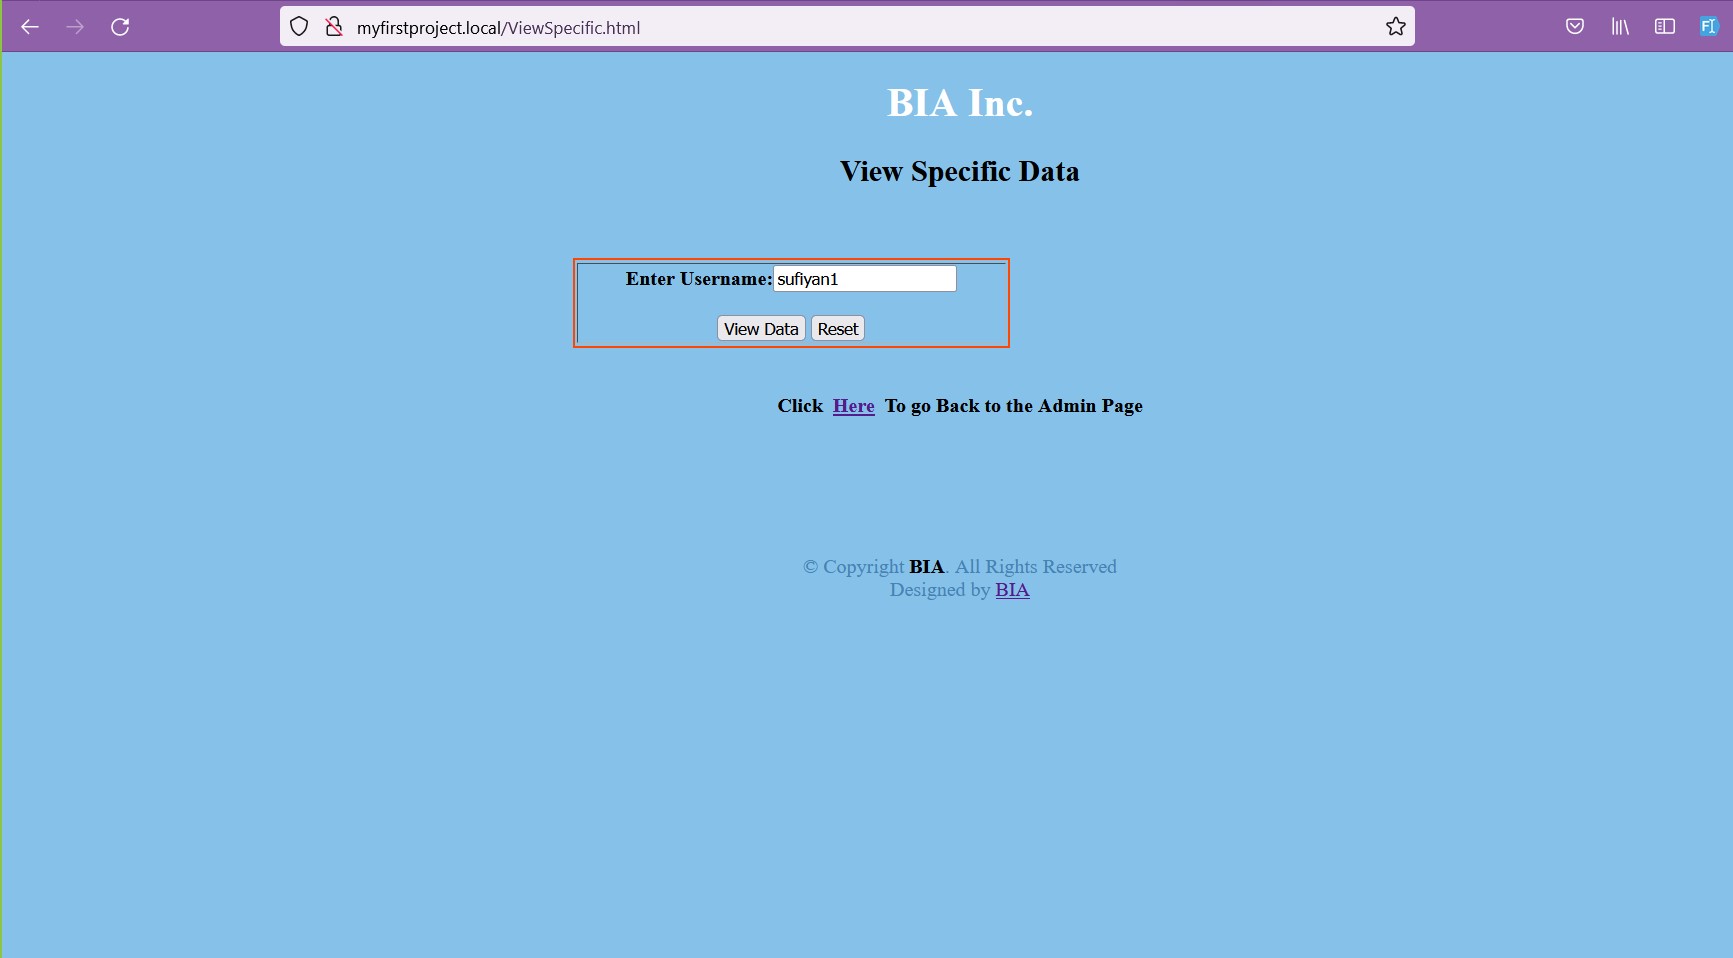 myfirstproject.local/ViewSpecific.html
BIA Inc.
View Specific Data
Enter Username: sufiyan1
View Data Reset
Click Here To go Back to the Admin Page
© Copyright BIA. All Rights Reserved
Designed by BIA